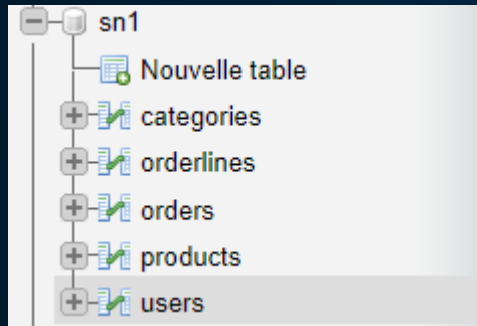 sn1
Nouvelle table
categories
orderlines
orders
products
users